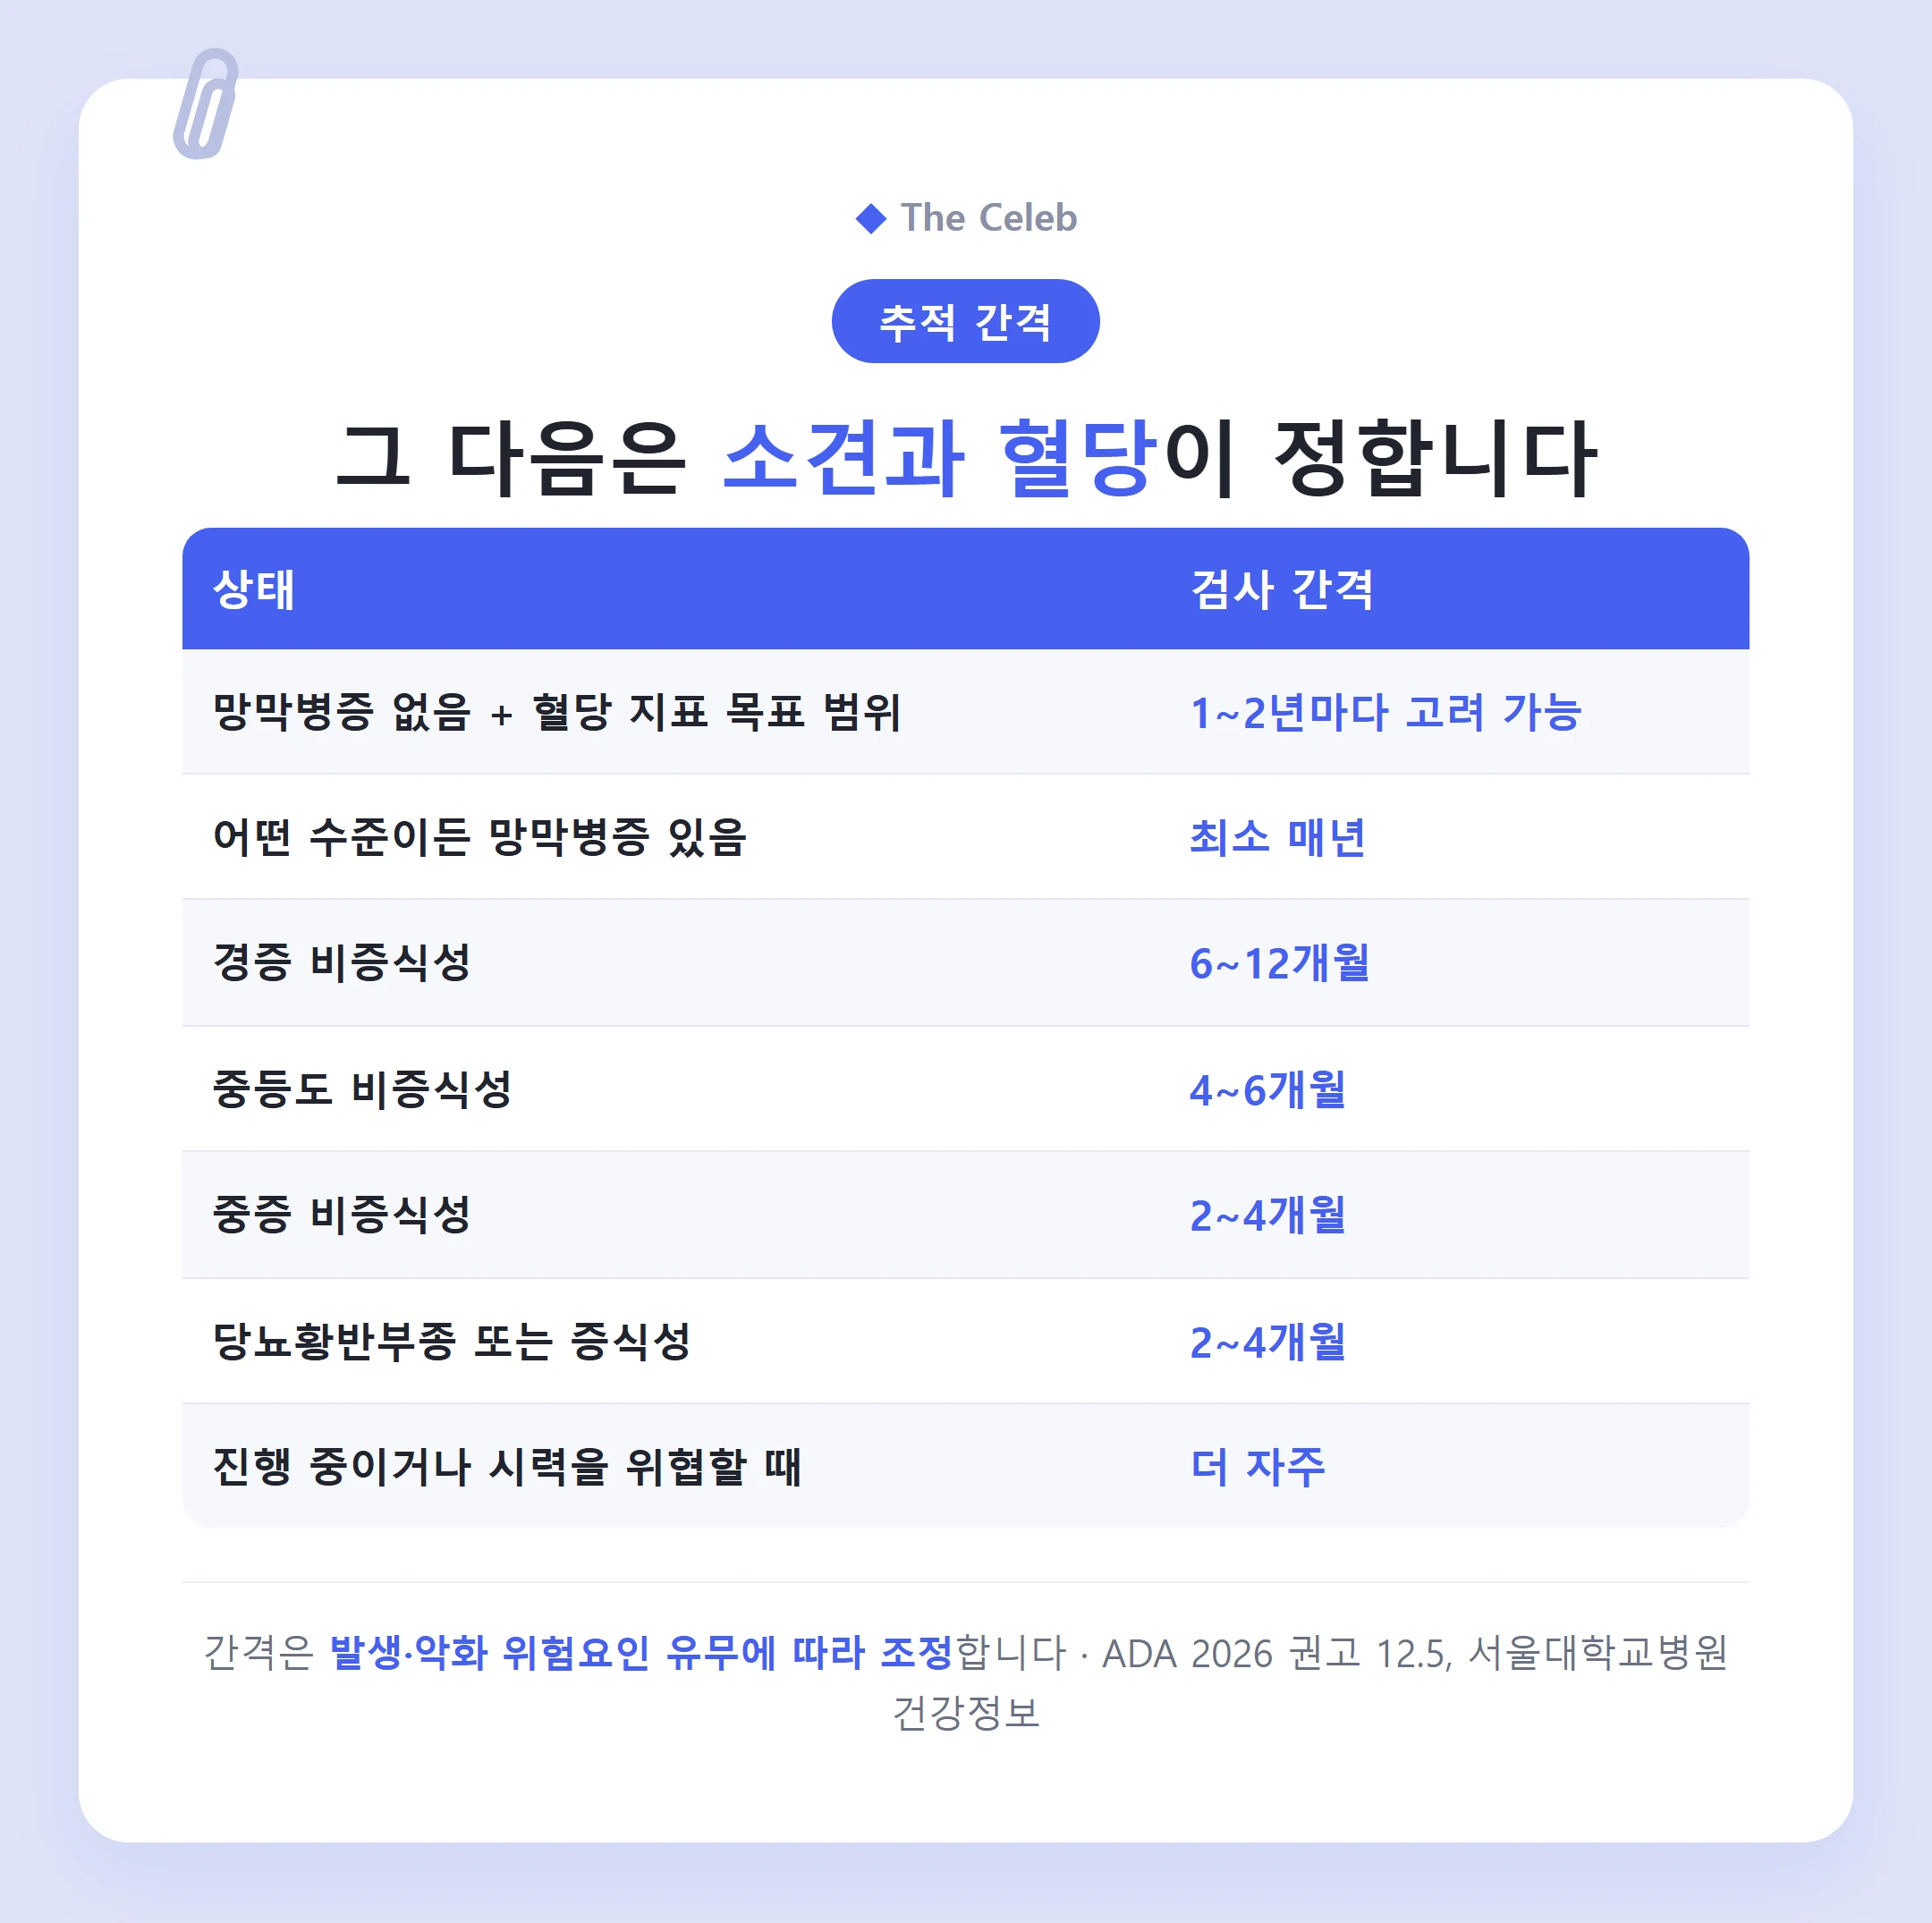 The Celeb
추적 간격
그 다음은 소견과 혈당이 정합니다
상태 검사 간격
망막병증 없음 + 혈당 지표 목표 범위 1~2년마다 고려 가능
어떤 수준이든 망막병증 있음 최소 매년
경증 비증식성 6~12개월
중등도 비증식성 4~6개월
중증 비증식성 2~4개월
당뇨황반부종 또는 증식성 2~4개월
진행 중이거나 시력을 위협할 때 더 자주
간격은 발생·악화 위험요인 유무에 따라 조정합니다 · ADA 2026 권고 12.5, 서울대학교병원
건강정보